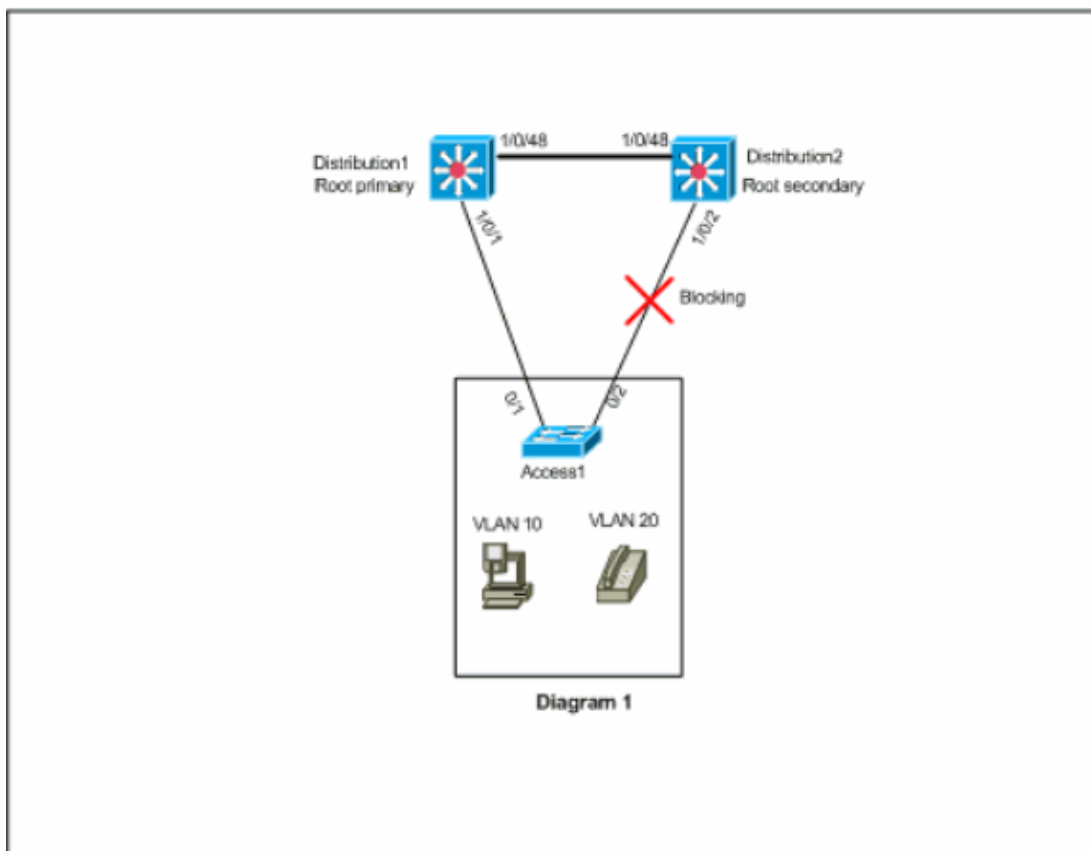 1/0/48
1/0/48
Distribution1
Root primary
Distribution2
Root secondary
1/0/1
1/0/2
Blocking
0/1
0/2
Access1
VLAN 10
VLAN 20
Diagram 1